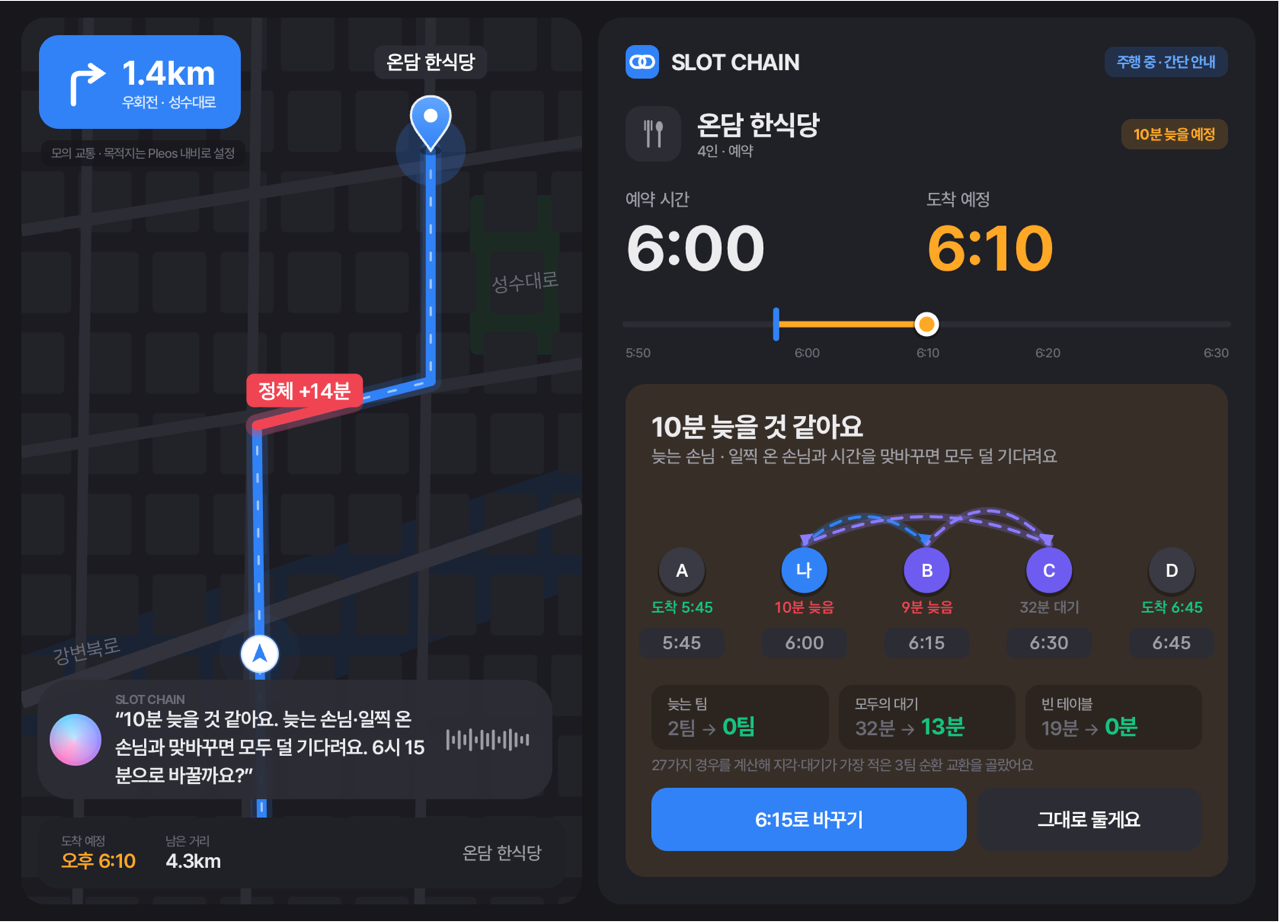 1.4km
우회전 · 성수대로
모의 교통 · 목적지는 Pleos 내비로 설정
온담 한식당
성수대로
정체 +14분
강변북로
SLOT CHAIN
“10분 늦을 것 같아요. 늦는 손님·일찍 온
손님과 맞바꾸면 모두 덜 기다려요. 6시 15
분으로 바꿀까요?”
도착 예정
오후 6:10
남은 거리
4.3km
온담 한식당
SLOT CHAIN
주행 중 · 간단 안내
온담 한식당
4인 · 예약
10분 늦을 예정
예약 시간
6:00
도착 예정
6:10
5:50 6:00 6:10 6:20 6:30
10분 늦을 것 같아요
늦는 손님 · 일찍 온 손님과 시간을 맞바꾸면 모두 덜 기다려요
A 나 B C D
도착 5:45 10분 늦음 9분 늦음 32분 대기 도착 6:45
5:45 6:00 6:15 6:30 6:45
늦는 팀
2팀 → 0팀
모두의 대기
32분 → 13분
빈 테이블
19분 → 0분
27가지 경우를 계산해 지각·대기가 가장 적은 3팀 순환 교환을 골랐어요
6:15로 바꾸기
그대로 둘게요